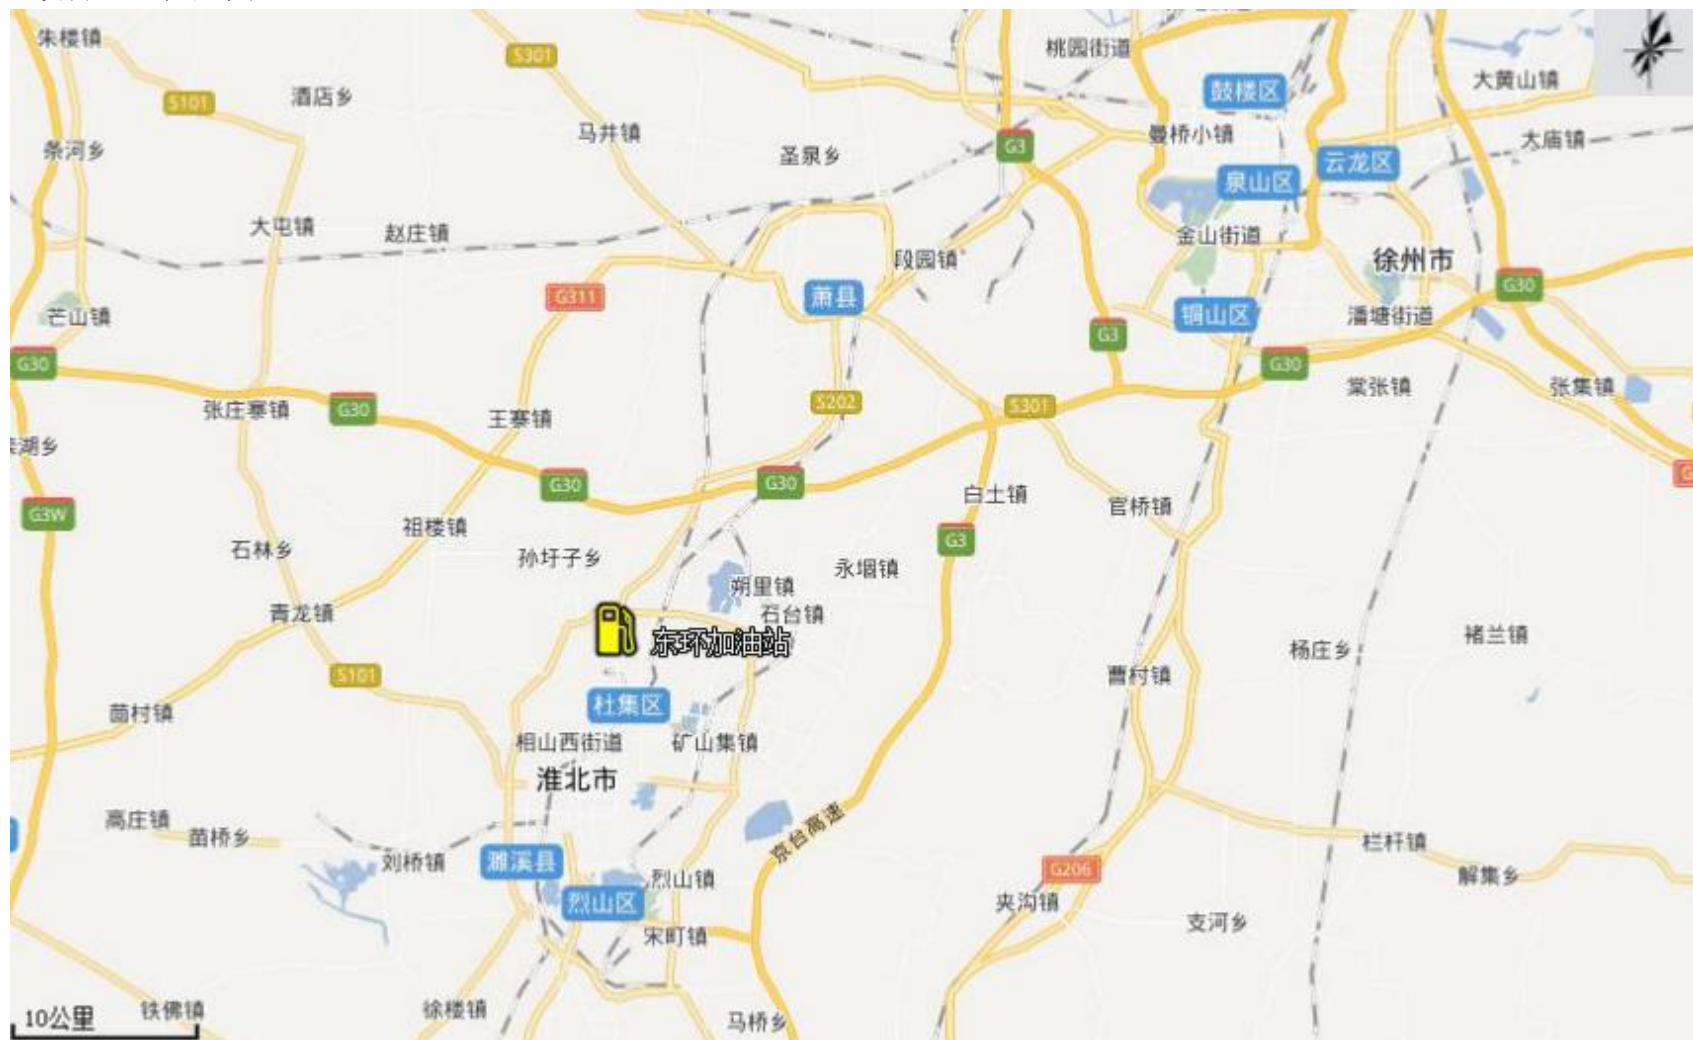 朱楼镇
S301
桃园街道
鼓楼区
大黄山镇
S101
酒店乡
马井镇
G3
曼桥小镇
大庙镇
条河乡
圣泉乡
泉山区
云龙区
大屯镇
赵庄镇
金山街道
段园镇
徐州市
G311
萧县
G30
芒山镇
铜山区
潘塘街道
G3
G30
G30
张庄寨镇
G30
王寨镇
S202
S301
棠张镇
张集镇
湖乡
G30
G30
白土镇
官桥镇
G3W
祖楼镇
G3
石林乡
孙圩子乡
永堌镇
朔里镇
青龙镇
石台镇
东环加油站
杨庄乡
褚兰镇
S101
曹村镇
杜集区
茴村镇
相山西街道
矿山集镇
淮北市
高庄镇
苗桥乡
京台高速
刘桥镇
濉溪县
栏杆镇
烈山镇
G206
解集乡
烈山区
夹沟镇
支河乡
宋町镇
10公里
铁佛镇
徐楼镇
马桥乡